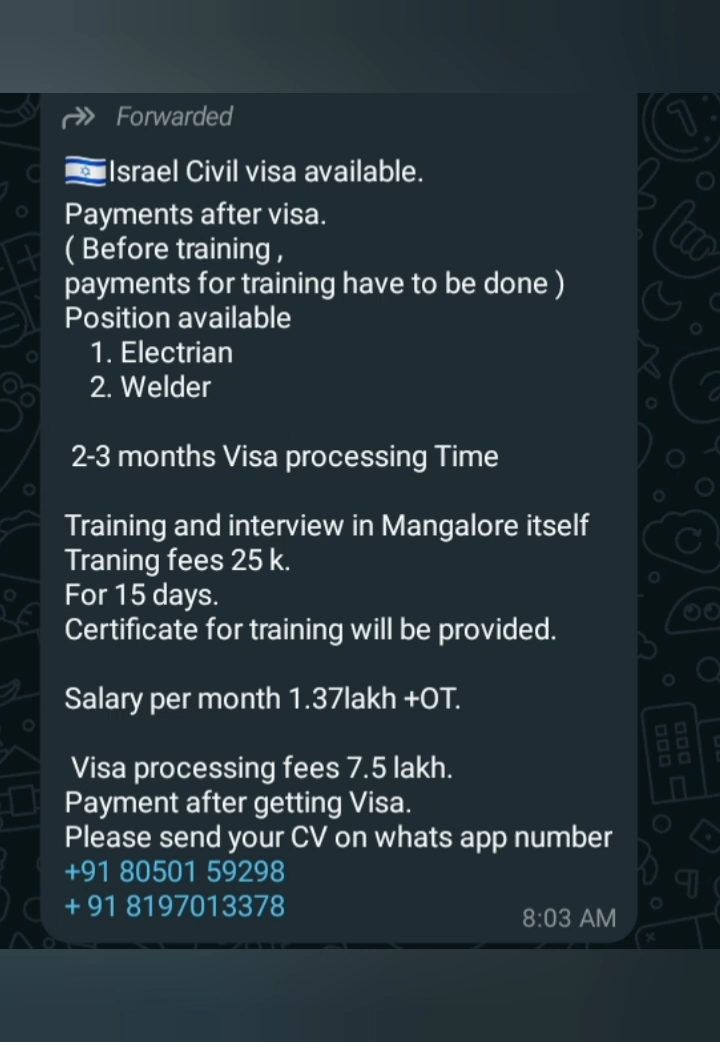 Forwarded
🇮🇱Israel Civil visa available.
Payments after visa.
( Before training ,
payments for training have to be done )
Position available
1. Electrian
2. Welder
2-3 months Visa processing Time
Training and interview in Mangalore itself
Traning fees 25 k.
For 15 days.
Certificate for training will be provided.
Salary per month 1.37lakh +OT.
Visa processing fees 7.5 lakh.
Payment after getting Visa.
Please send your CV on whats app number
+91 80501 59298
+ 91 8197013378
8:03 AM